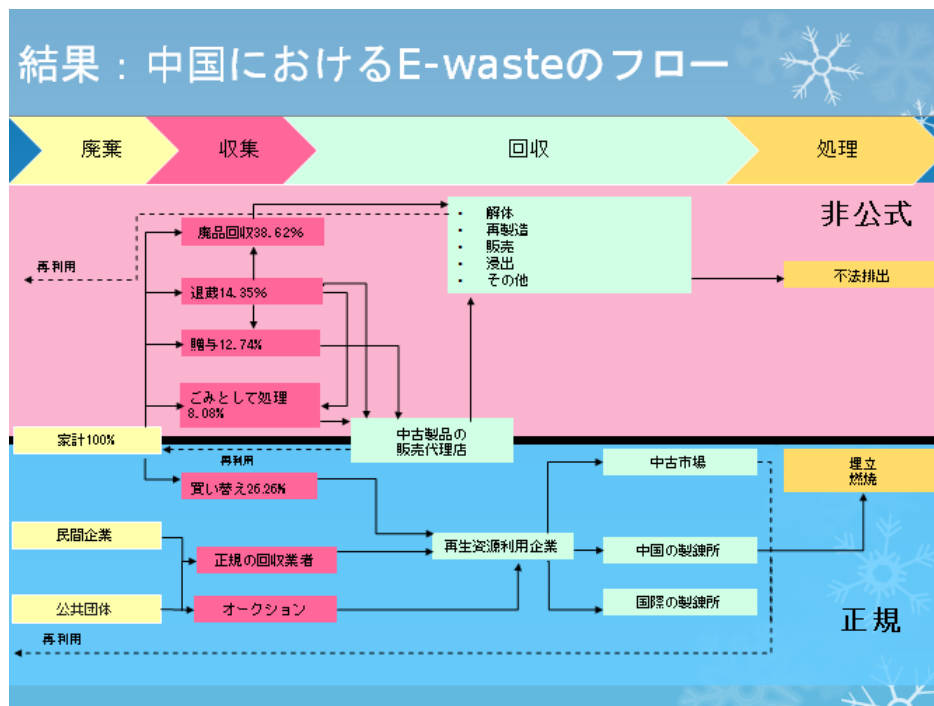 結果：中国におけるE-wasteのフロー
廃棄
収集
回収
処理
非公式
・ 解体
・ 再製造
・ 販売
・ 浸出
・ その他
廃品回収38.62%
再利用
不法排出
退蔵14.35%
贈与12.74%
ごみとして処理
8.08%
中古製品の
販売代理店
家計100%
再利用
買い替え26.26%
中古市場
埋立
燃焼
民間企業
正規の回収業者
再生資源利用企業
中国の製錬所
公共団体
オークション
国際の製錬所
正規
再利用